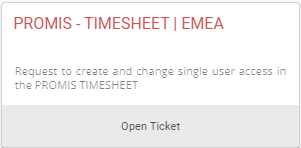 PROMIS - TIMESHEET | EMEA
Request to create and change single user access in
the PROMIS TIMESHEET
Open Ticket